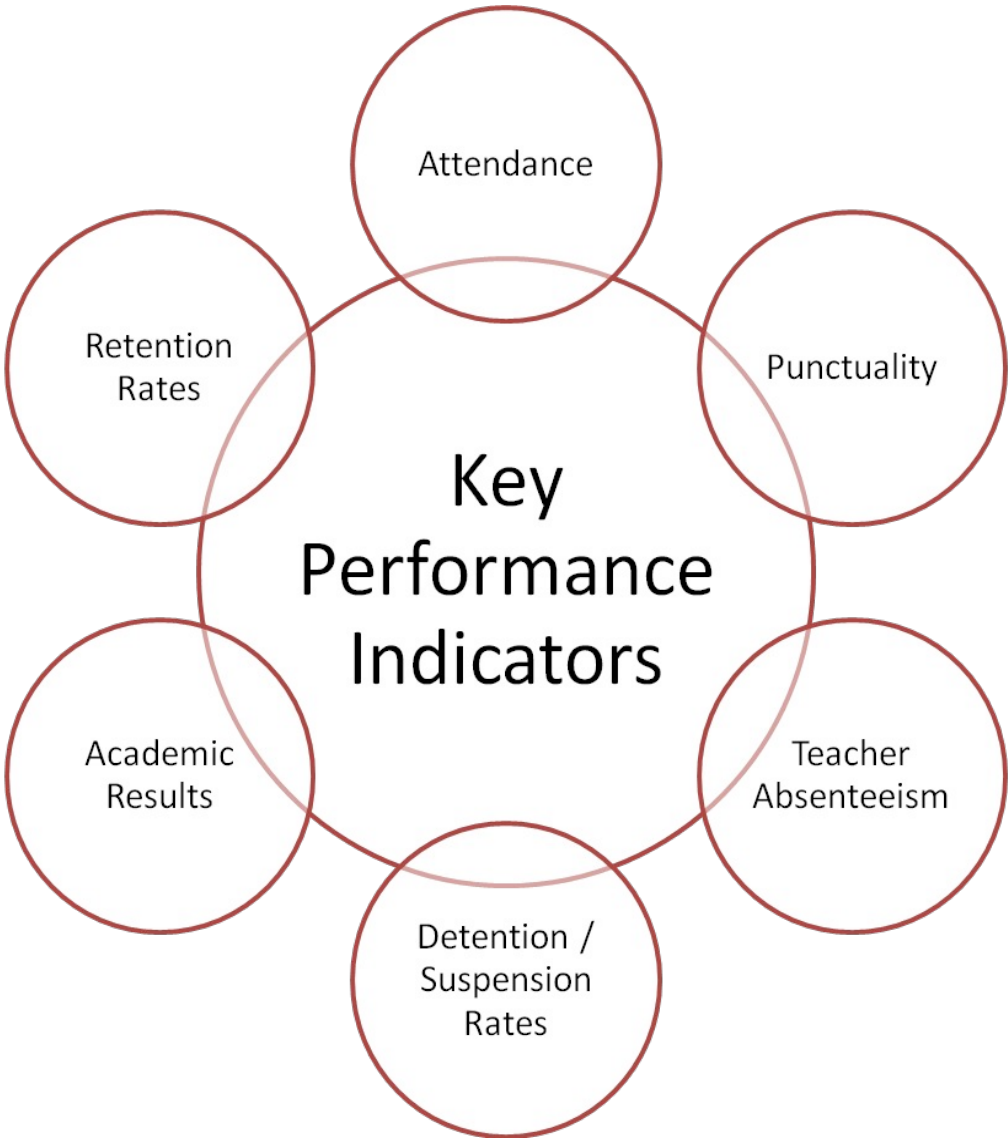 Attendance
Punctuality
Teacher
Absenteeism
Detention /
Suspension
Rates
Academic
Results
Retention
Rates
Key
Performance
Indicators